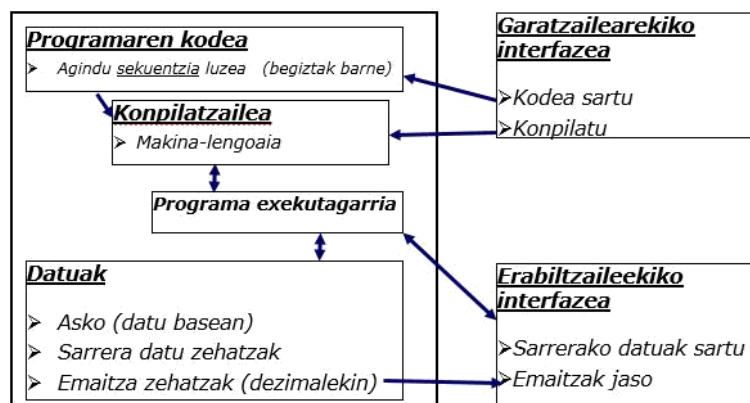 Programaren kodea
➢ Agindu sekuentzia luzea (begiztak barne)
Konpilatzailea
➢ Makina-lengoaia
Programa exekutagarria
Datuak
➢ Asko (datu basean)
➢ Sarrera datu zehatzak
➢ Emaitza zehatzak (dezimalekin)
Garatzailearekiko
interfazea
➢Kodea sartu
➢Konpilatu
Erabiltzaileekiko
interfazea
➢Sarrerako datuak sartu
➢Emaitzak jaso